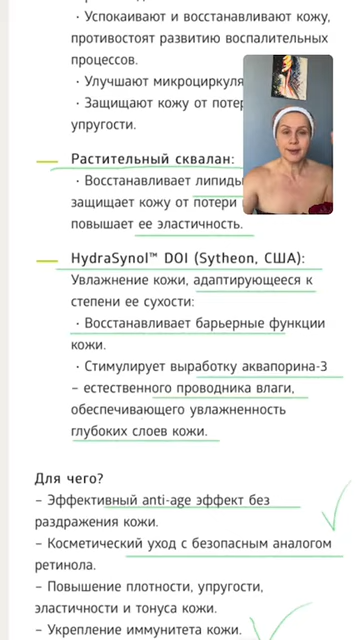 · Успокаивают и восстанавливают кожу,
противостоят развитию воспалительных
процессов.
· Улучшают микроциркуля
· Защищают кожу от потер
упругости.
Растительный сквалан:
· Восстанавливает липиды
защищает кожу от потери
повышает ее эластичность.
HydraSynol™ DOI (Sytheon, США):
Увлажнение кожи, адаптирующееся к
степени ее сухости:
· Восстанавливает барьерные функции
кожи.
· Стимулирует выработку аквапорина-3
– естественного проводника влаги,
обеспечивающего увлажненность
глубоких слоев кожи.
Для чего?
– Эффективный anti-age эффект без
раздражения кожи.
– Косметический уход с безопасным аналогом
ретинола.
– Повышение плотности, упругости,
эластичности и тонуса кожи.
– Укрепление иммунитета кожи.